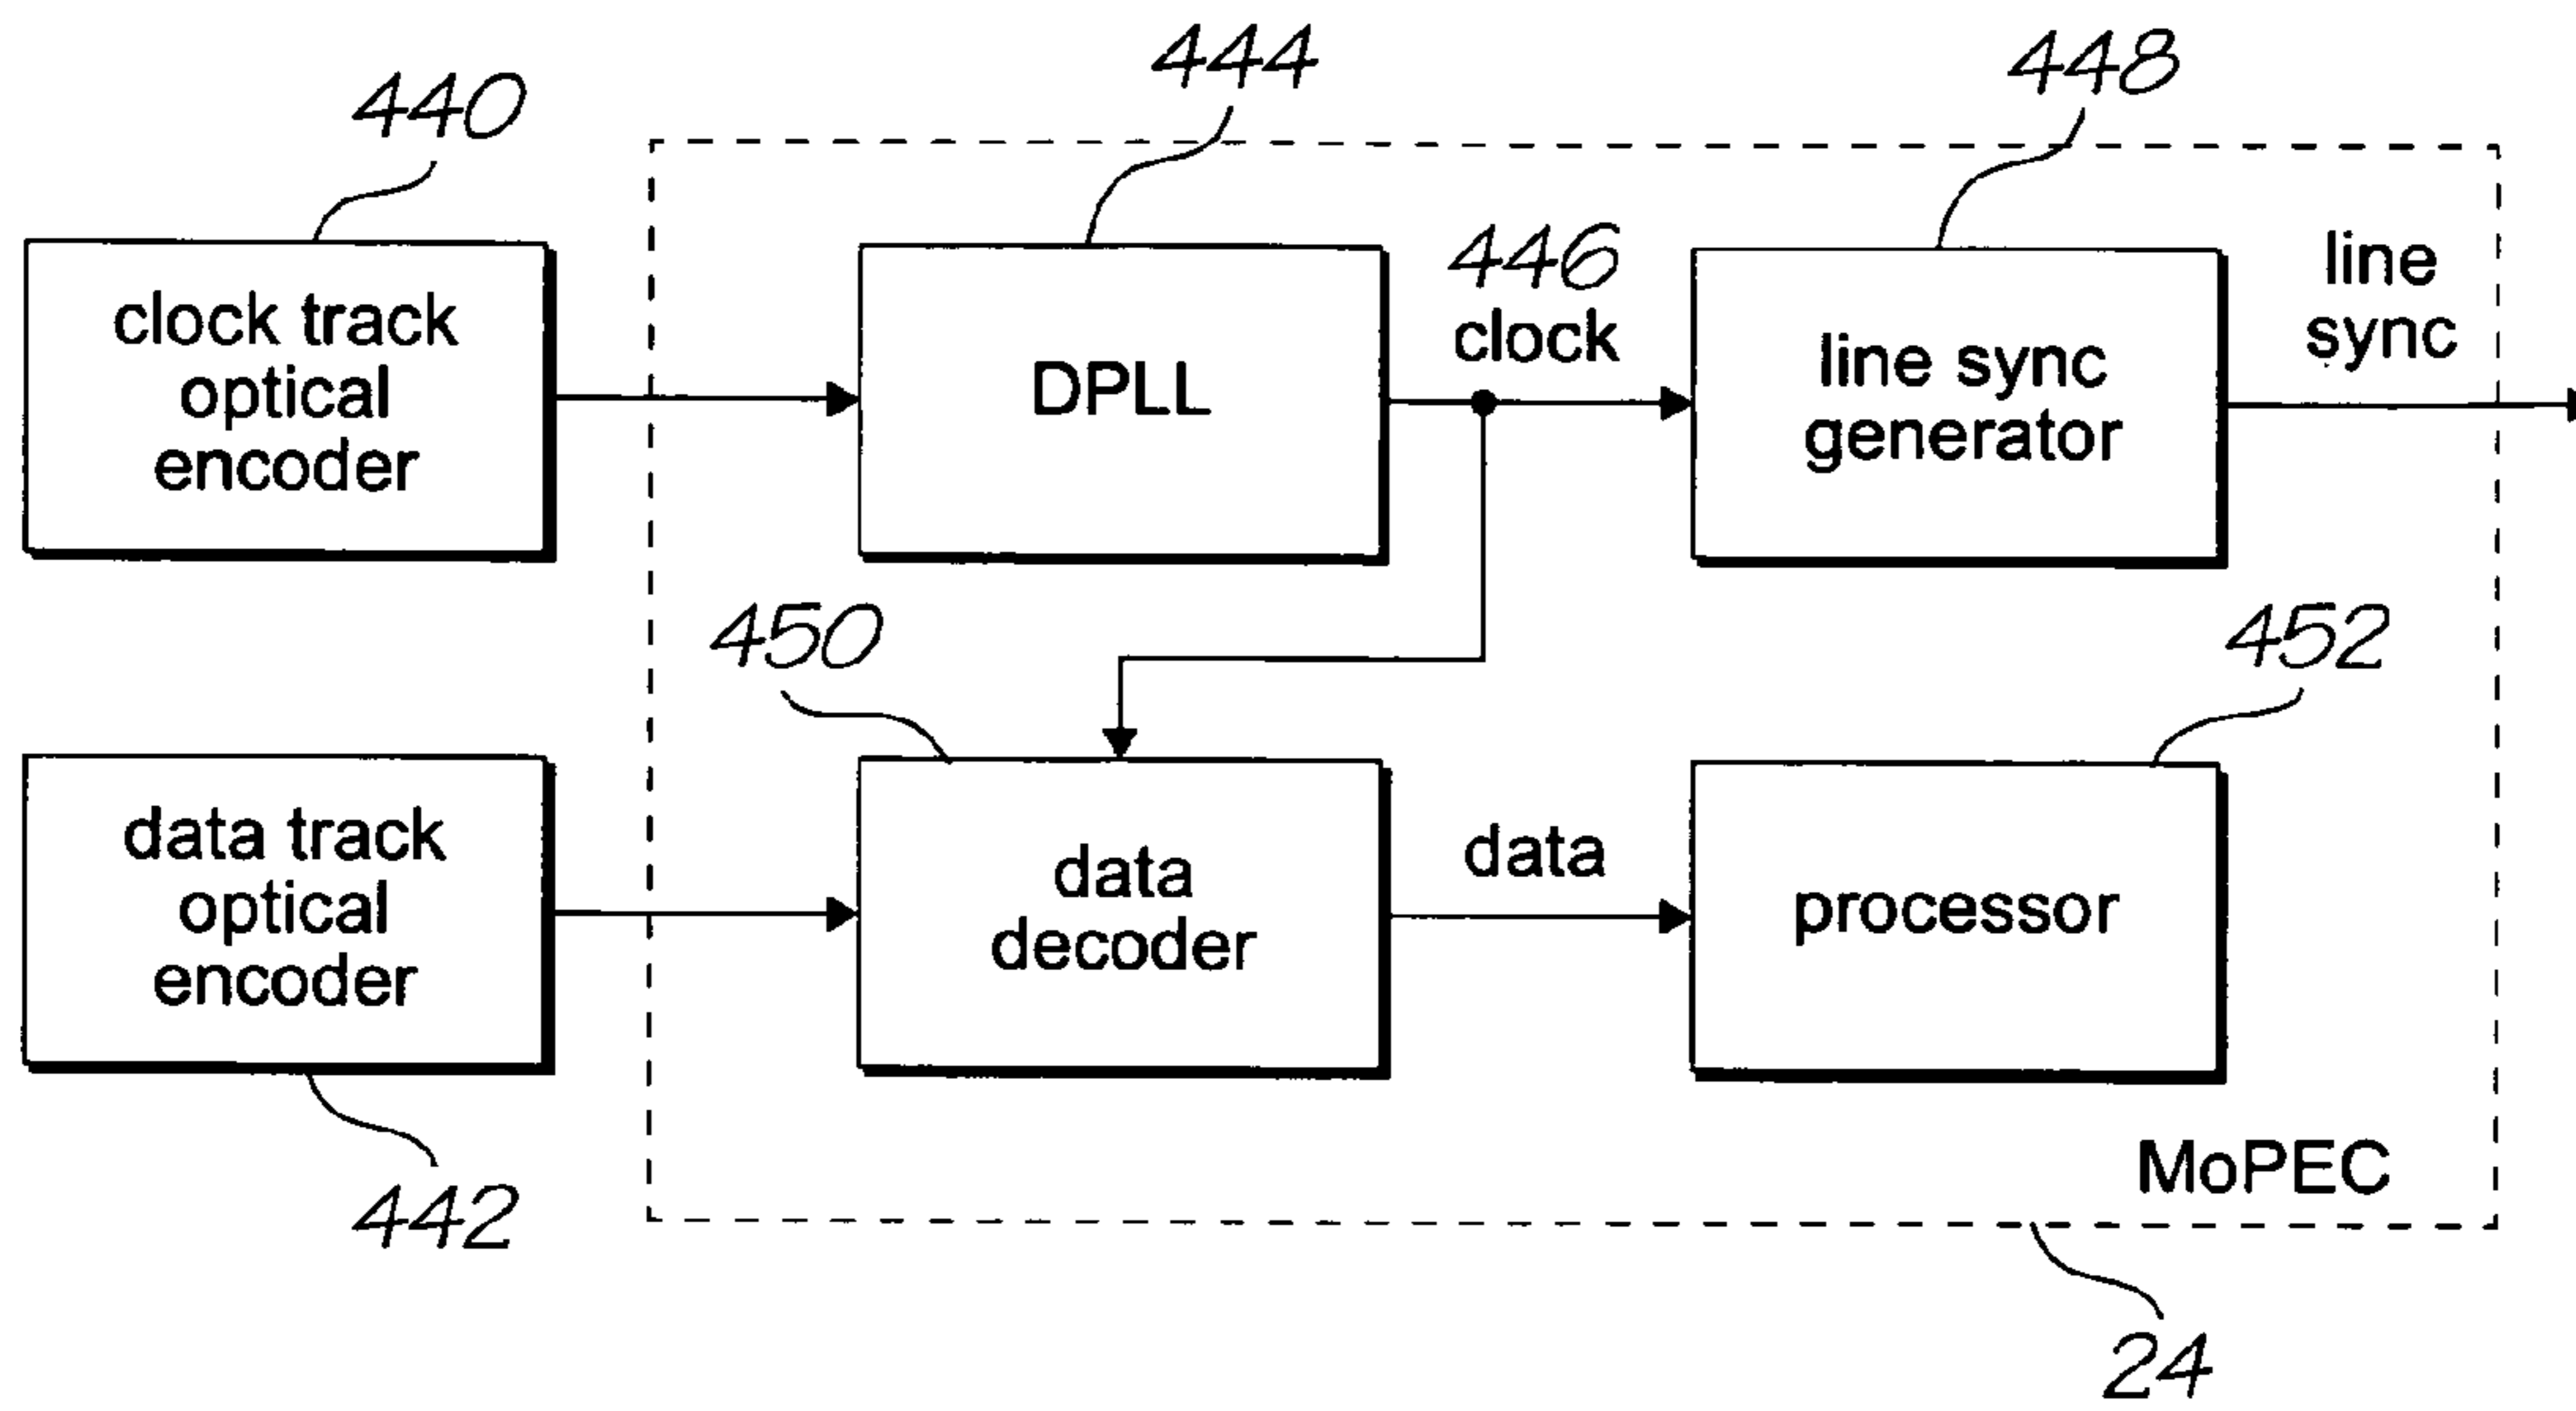 440
444
448
446
clock
line
sync
clock track
optical
encoder
DPLL
line sync
generator
450
452
data track
optical
encoder
data
decoder
data
processor
442
MoPEC
24